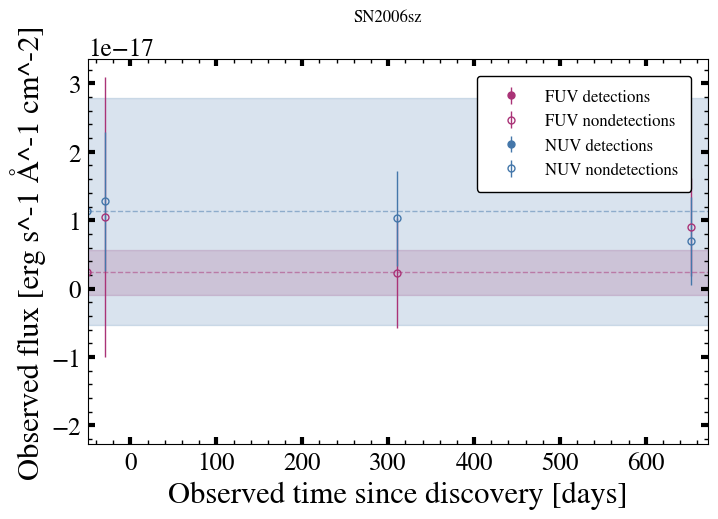 SN2006sz
1e−17
Observed flux [erg s^-1 Å^-1 cm^-2]
3
2
1
0
−1
−2
FUV detections
FUV nondetections
NUV detections
NUV nondetections
0 100 200 300 400 500 600
Observed time since discovery [days]